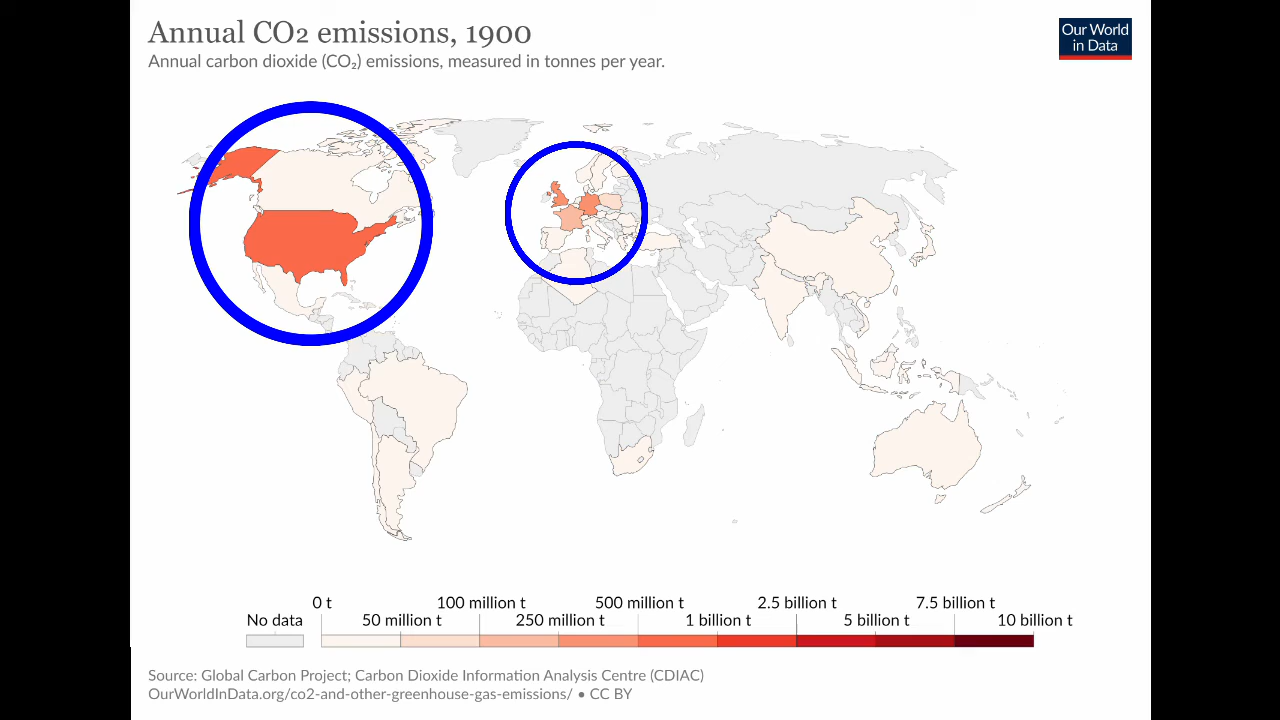 Annual CO2 emissions, 1900
Annual carbon dioxide (CO₂) emissions, measured in tonnes per year.
Our World
in Data
0 t 100 million t 500 million t 2.5 billion t 7.5 billion t
No data 50 million t 250 million t 1 billion t 5 billion t 10 billion t
Source: Global Carbon Project; Carbon Dioxide Information Analysis Centre (CDIAC)
OurWorldInData.org/co2-and-other-greenhouse-gas-emissions/ • CC BY